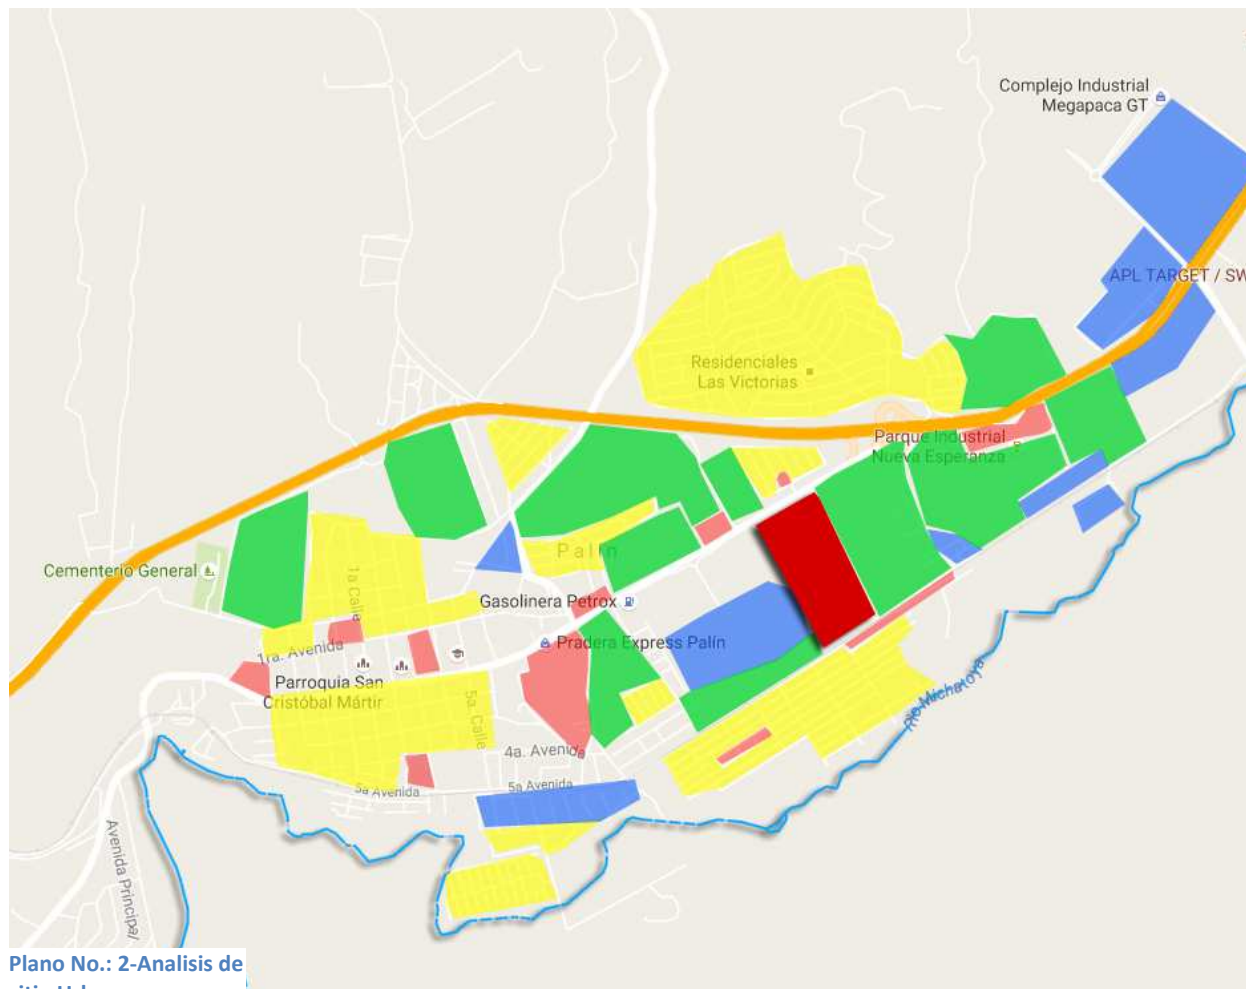 Complejo Industrial
Megapaca GT
APL TARGET / SW
Residenciales
Las Victorias
Parque Industrial
Nueva Esperanza
Palín
Cementerio General
1a Calle
Gasolinera Petrox
1ra. Avenida
Pradera Express Palín
Parroquia San
Cristóbal Mártir
5a. Calle
4a. Avenida
5a Avenida
5a Avenida
Río Michatoya
Avenida Principal
Plano No.: 2-Analisis de